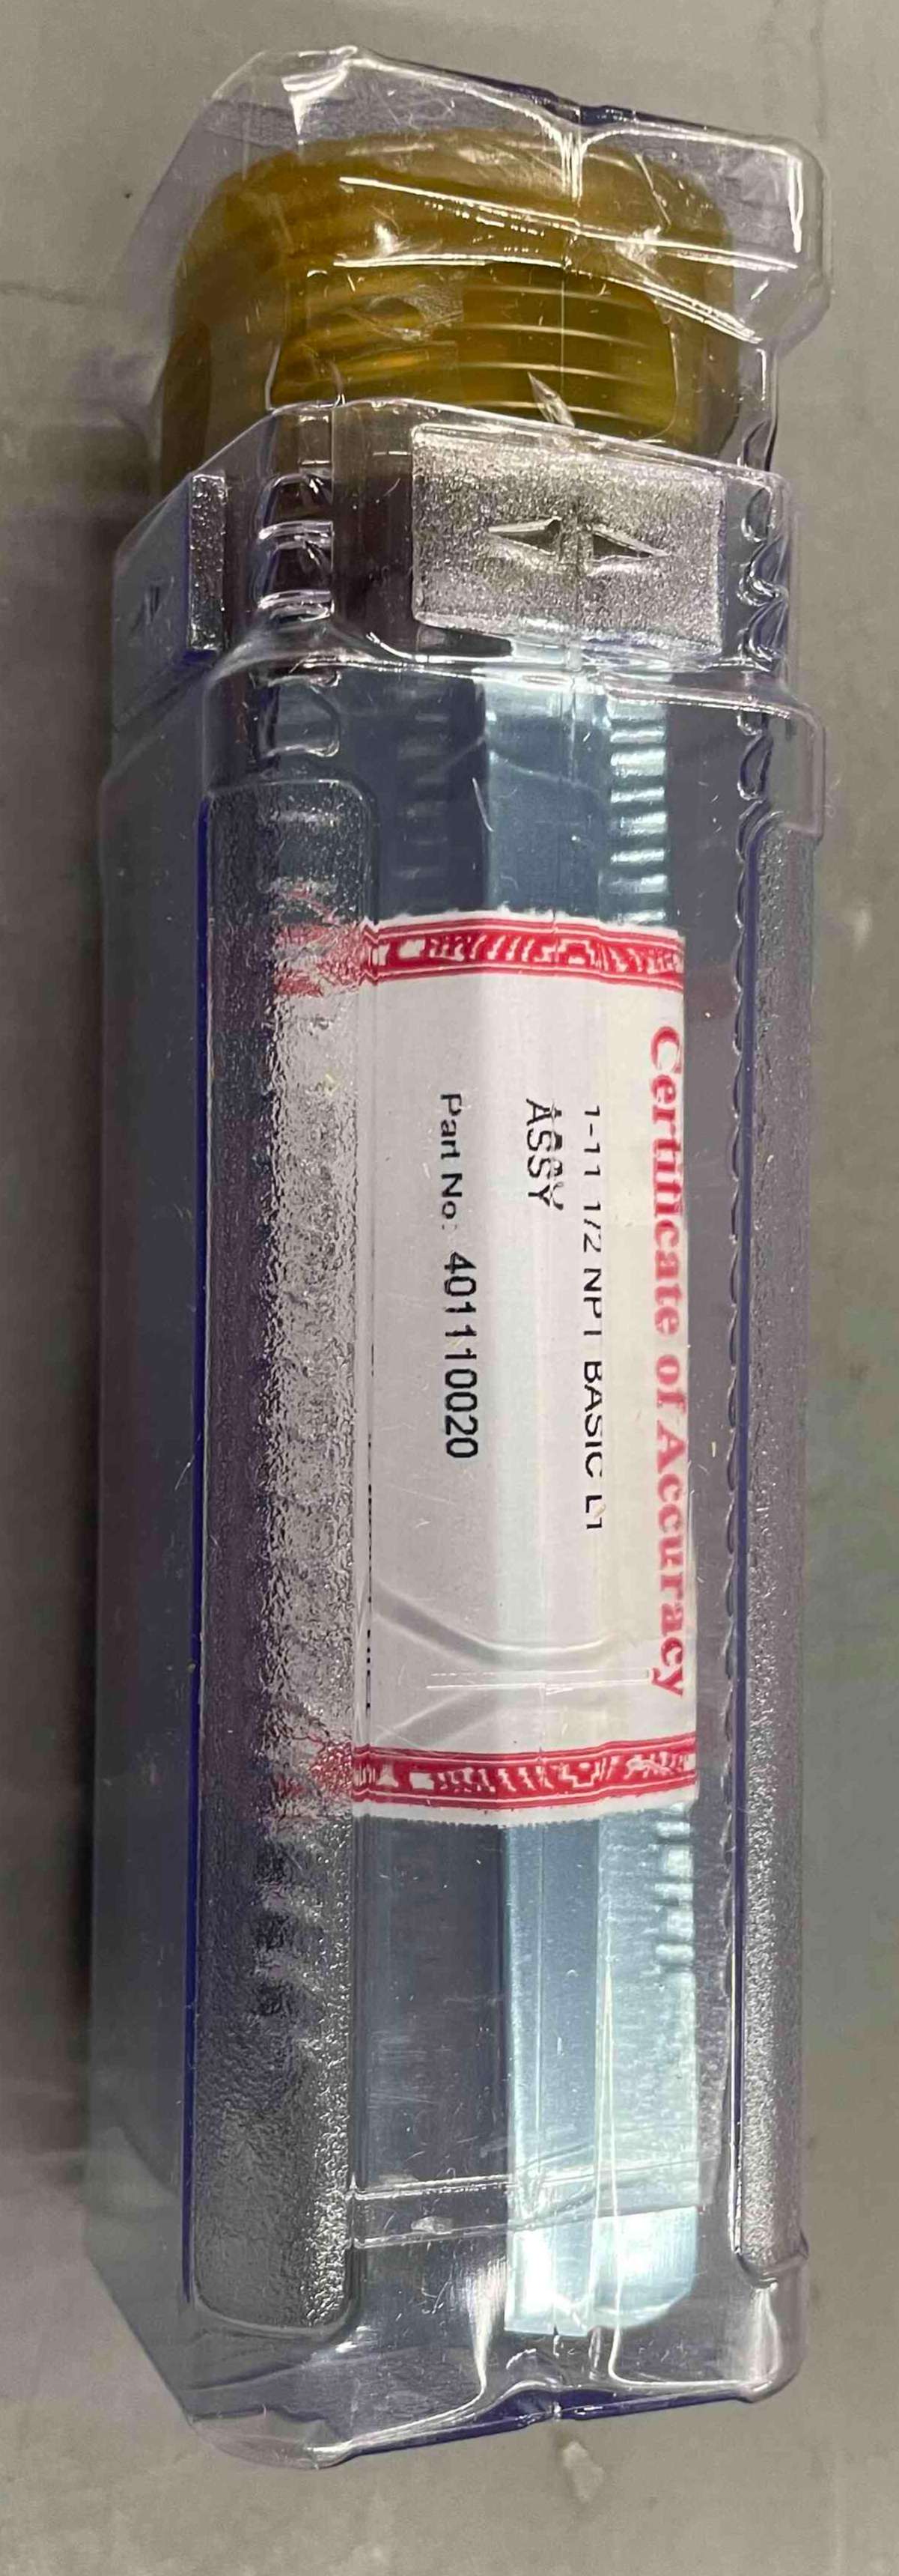 Certificate of Accuracy
1-11 1/2 NPT BASIC L1
ASSY
Part No: 401110020